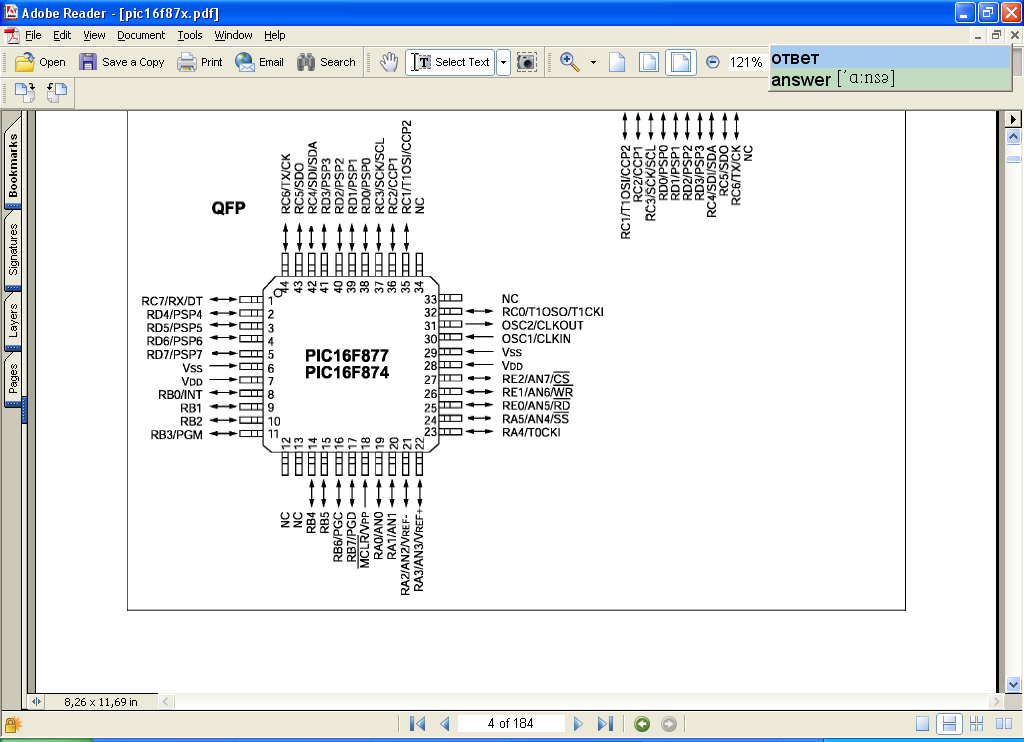 Adobe Reader - [pic16f87x.pdf]
File Edit View Document Tools Window Help
Open Save a Copy Print Email Search Select Text 121%
ответ
answer [ˈɑːnsə]
Bookmarks
Signatures
Layers
Pages
RC1/T1OSI/CCP2
RC2/CCP1
RC3/SCK/SCL
RD0/PSP0
RD1/PSP1
RD2/PSP2
RD3/PSP3
RC4/SDI/SDA
RC5/SDO
RC6/TX/CK
NC
QFP
RC6/TX/CK
RC5/SDO
RC4/SDI/SDA
RD3/PSP3
RD2/PSP2
RD1/PSP1
RD0/PSP0
RC3/SCK/SCL
RC2/CCP1
RC1/T1OSI/CCP2
NC
44 43 42 41 40 39 38 37 36 35 34
RC7/RX/DT 1
RD4/PSP4 2
RD5/PSP5 3
RD6/PSP6 4
RD7/PSP7 5
VSS 6
VDD 7
RB0/INT 8
RB1 9
RB2 10
RB3/PGM 11
PIC16F877
PIC16F874
33 NC
32 RC0/T1OSO/T1CKI
31 OSC2/CLKOUT
30 OSC1/CLKIN
29 VSS
28 VDD
27 RE2/AN7/CS
26 RE1/AN6/WR
25 RE0/AN5/RD
24 RA5/AN4/SS
23 RA4/T0CKI
12 13 14 15 16 17 18 19 20 21 22
NC
NC
RB4
RB5
RB6/PGC
RB7/PGD
MCLR/VPP
RA0/AN0
RA1/AN1
RA2/AN2/VREF-
RA3/AN3/VREF+
8,26 x 11,69 in
4 of 184